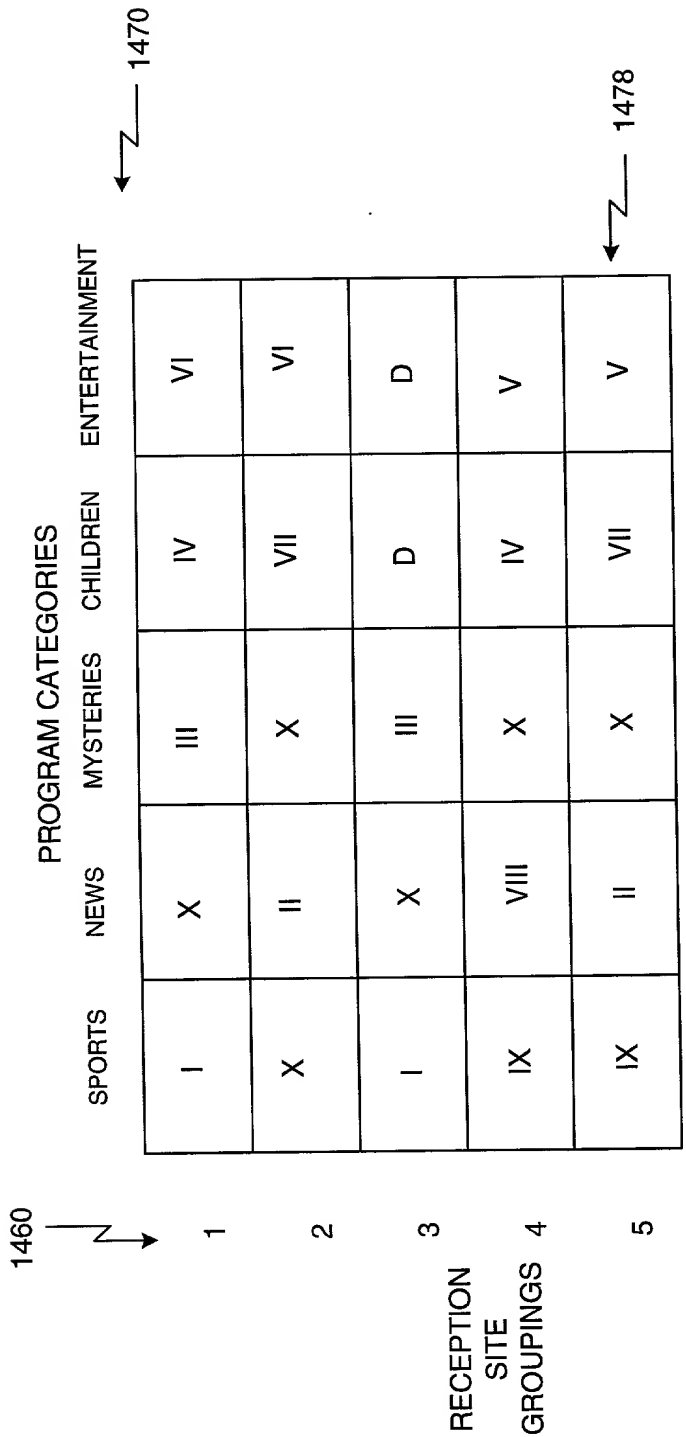 1460
1470
PROGRAM CATEGORIES
SPORTS NEWS MYSTERIES CHILDREN ENTERTAINMENT
1 I X III IV VI
2 X II X VII VI
3 I X III D D
4 IX VIII X IV V
5 IX II X VII V
RECEPTION
SITE
GROUPINGS
1478